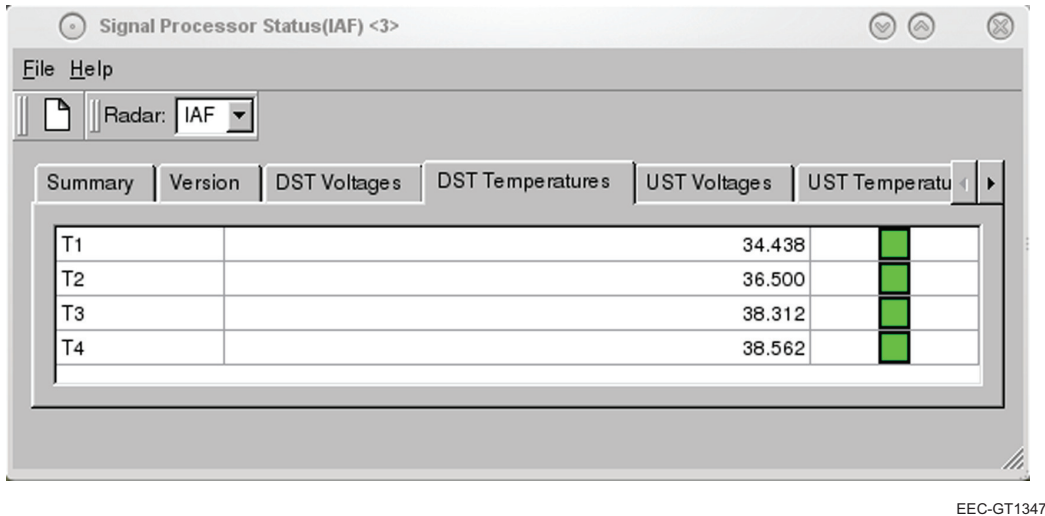 Signal Processor Status(IAF) <3>
File Help
Radar: IAF
Summary Version DST Voltages DST Temperatures UST Voltages UST Temperatu
T1 34.438
T2 36.500
T3 38.312
T4 38.562
EEC-GT1347